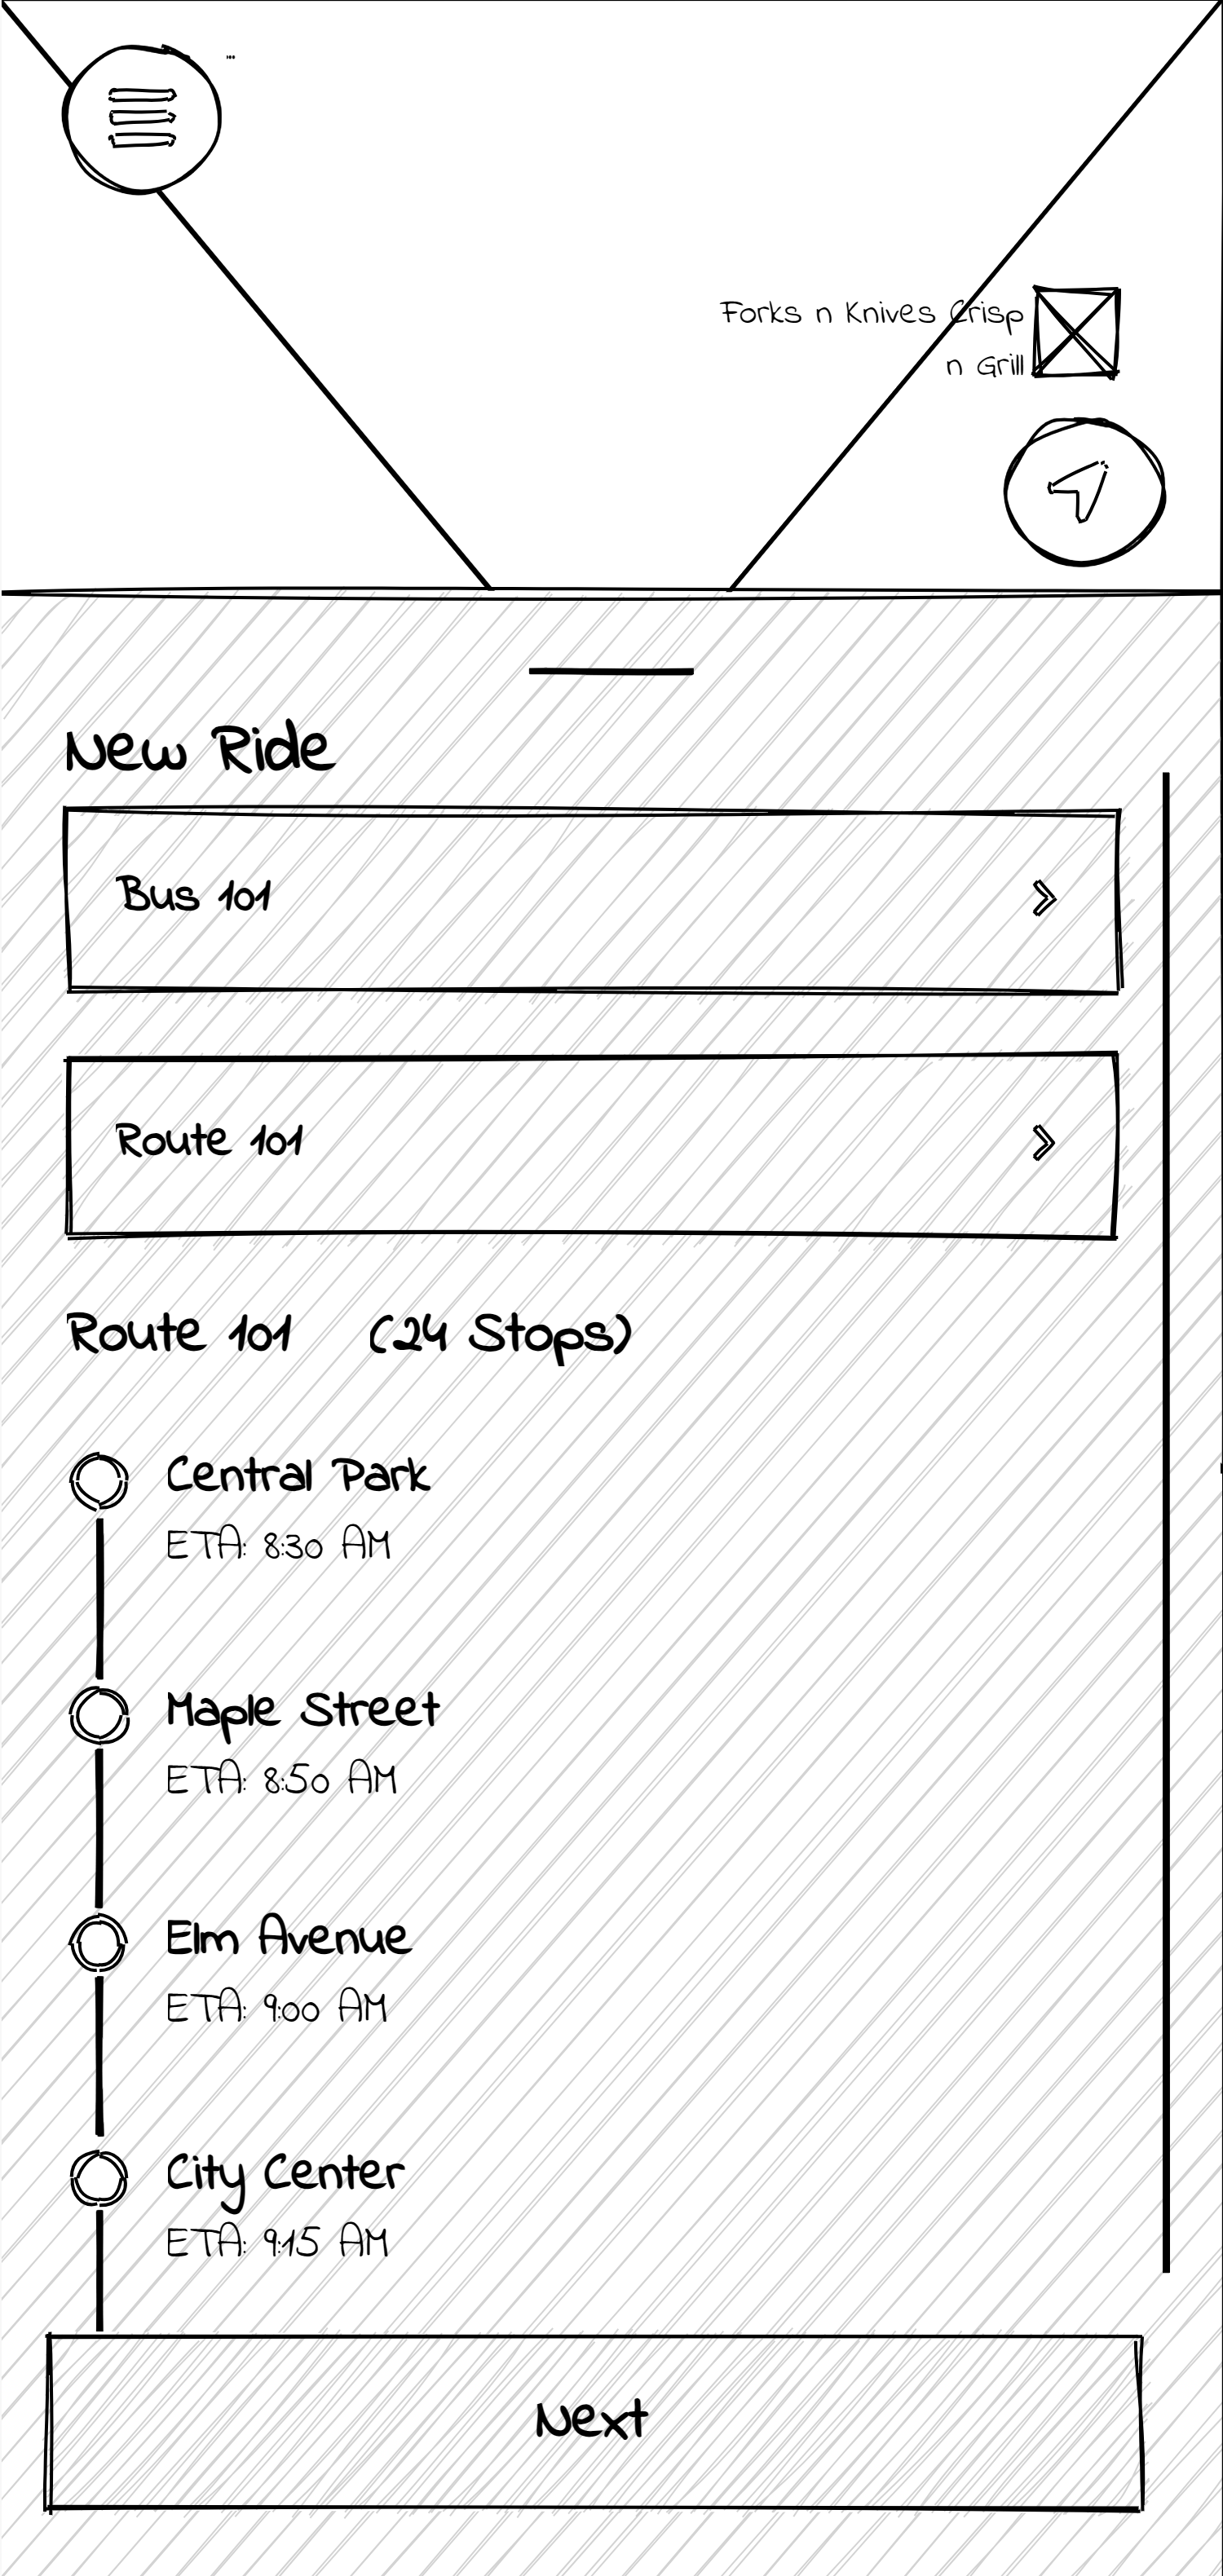 Forks n Knives Crisp
n Grill
New Ride
Bus 101
Route 101
Route 101 (24 Stops)
Central Park
ETA: 8:30 AM
Maple Street
ETA: 8:50 AM
Elm Avenue
ETA: 9:00 AM
City Center
ETA: 9:15 AM
Next